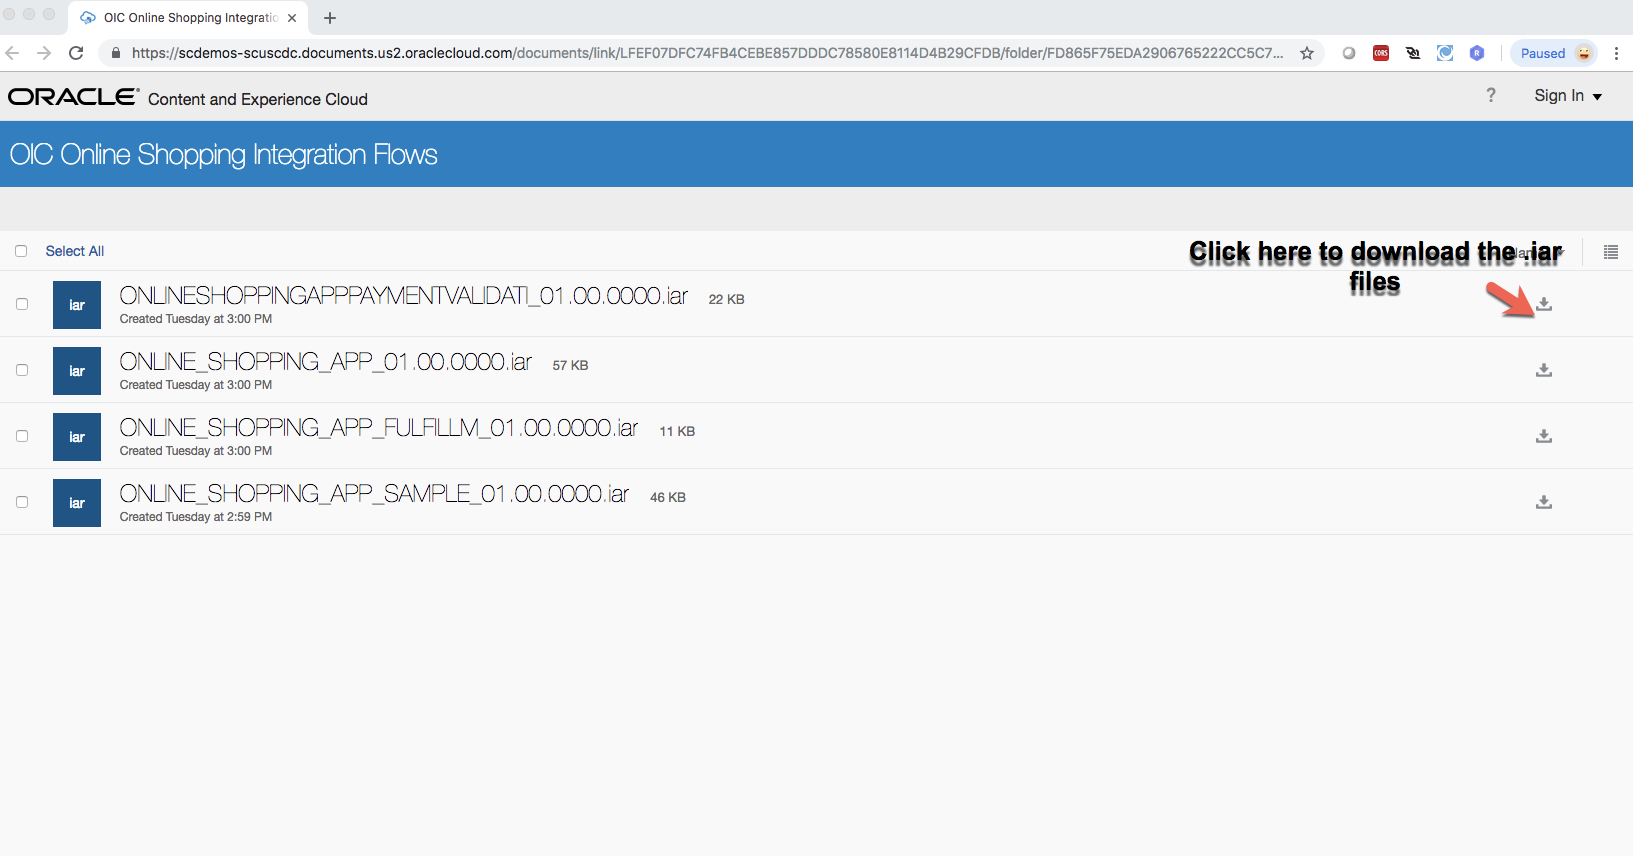 OIC Online Shopping Integratio
https://scdemos-scuscdc.documents.us2.oraclecloud.com/documents/link/LFEF07DFC74FB4CEBE857DDDC78580E8114D4B29CFDB/folder/FD865F75EDA2906765222CC5C7...
CORS
R
Paused
ORACLE Content and Experience Cloud
? Sign In
OIC Online Shopping Integration Flows
Select All
Click here to download the .iar
files
iar ONLINESHOPPINGAPPPAYMENTVALIDATI_01.00.0000.iar 22 KB
Created Tuesday at 3:00 PM
iar ONLINE_SHOPPING_APP_01.00.0000.iar 57 KB
Created Tuesday at 3:00 PM
iar ONLINE_SHOPPING_APP_FULFILLM_01.00.0000.iar 11 KB
Created Tuesday at 3:00 PM
iar ONLINE_SHOPPING_APP_SAMPLE_01.00.0000.iar 46 KB
Created Tuesday at 2:59 PM